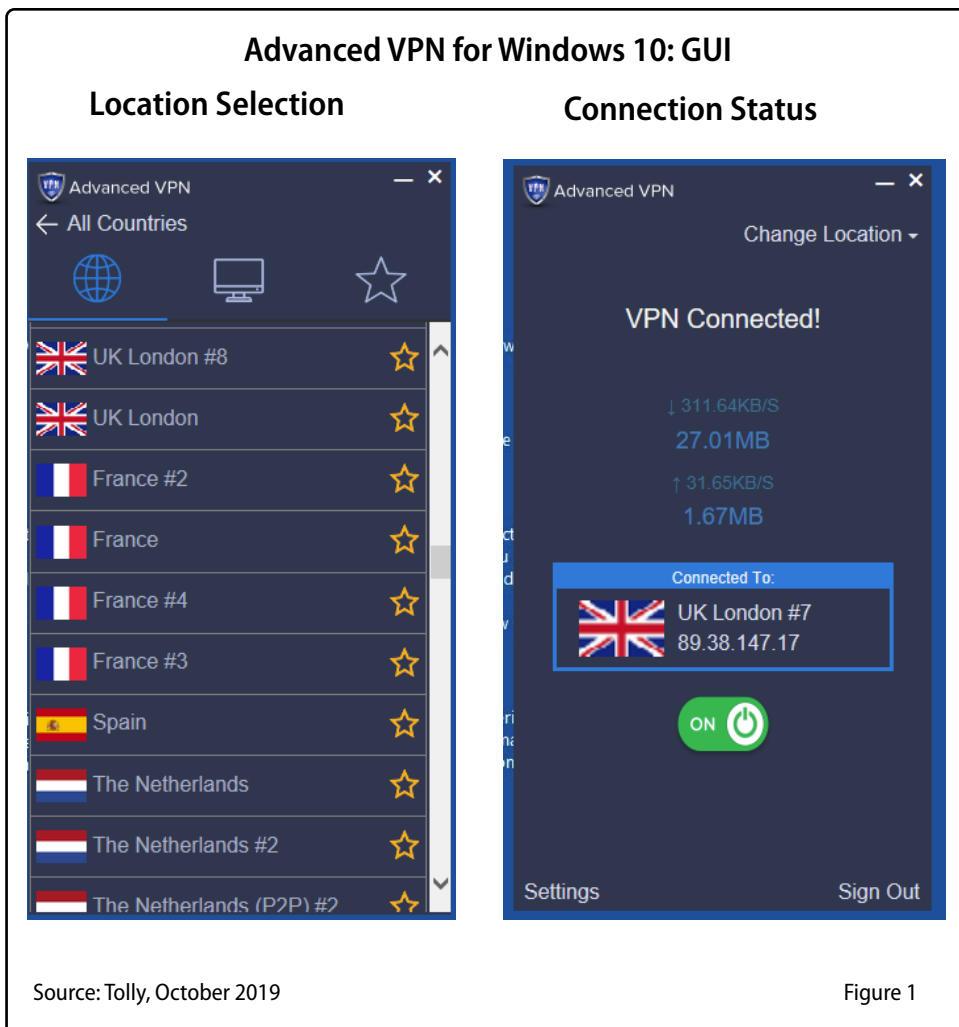 Advanced VPN for Windows 10: GUI
Location Selection
Connection Status
VPN Advanced VPN
← All Countries
UK London #8
UK London
France #2
France
France #4
France #3
Spain
The Netherlands
The Netherlands #2
The Netherlands (P2P) #2
VPN Advanced VPN
Change Location
VPN Connected!
↓ 311.64KB/S
27.01MB
↑ 31.65KB/S
1.67MB
Connected To:
UK London #7
89.38.147.17
ON
Settings
Sign Out
Source: Tolly, October 2019
Figure 1